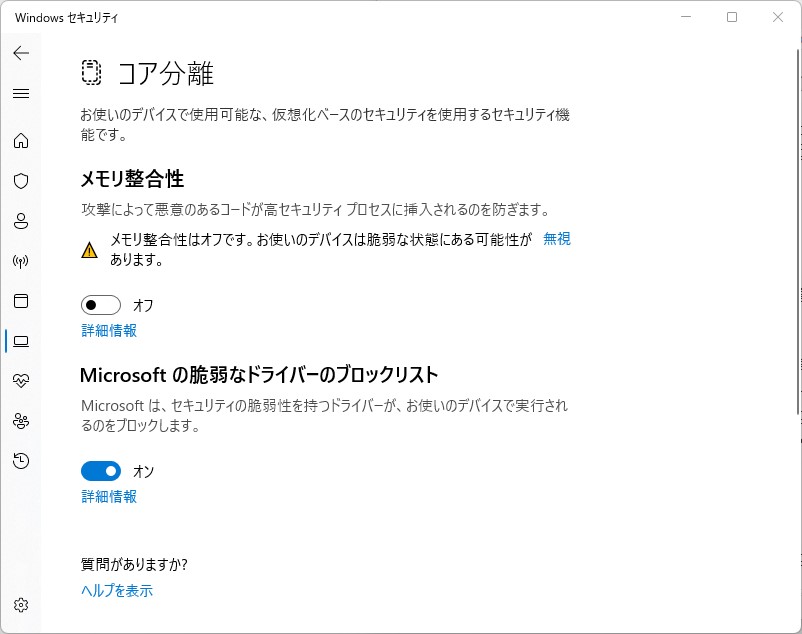 Windows セキュリティ
コア分離
お使いのデバイスで使用可能な、仮想化ベースのセキュリティを使用するセキュリティ機
能です。
メモリ整合性
攻撃によって悪意のあるコードが高セキュリティ プロセスに挿入されるのを防ぎます。
メモリ整合性はオフです。お使いのデバイスは脆弱な状態にある可能性が 無視
あります。
オフ
詳細情報
Microsoft の脆弱なドライバーのブロックリスト
Microsoft は、セキュリティの脆弱性を持つドライバーが、お使いのデバイスで実行され
るのをブロックします。
オン
詳細情報
質問がありますか?
ヘルプを表示